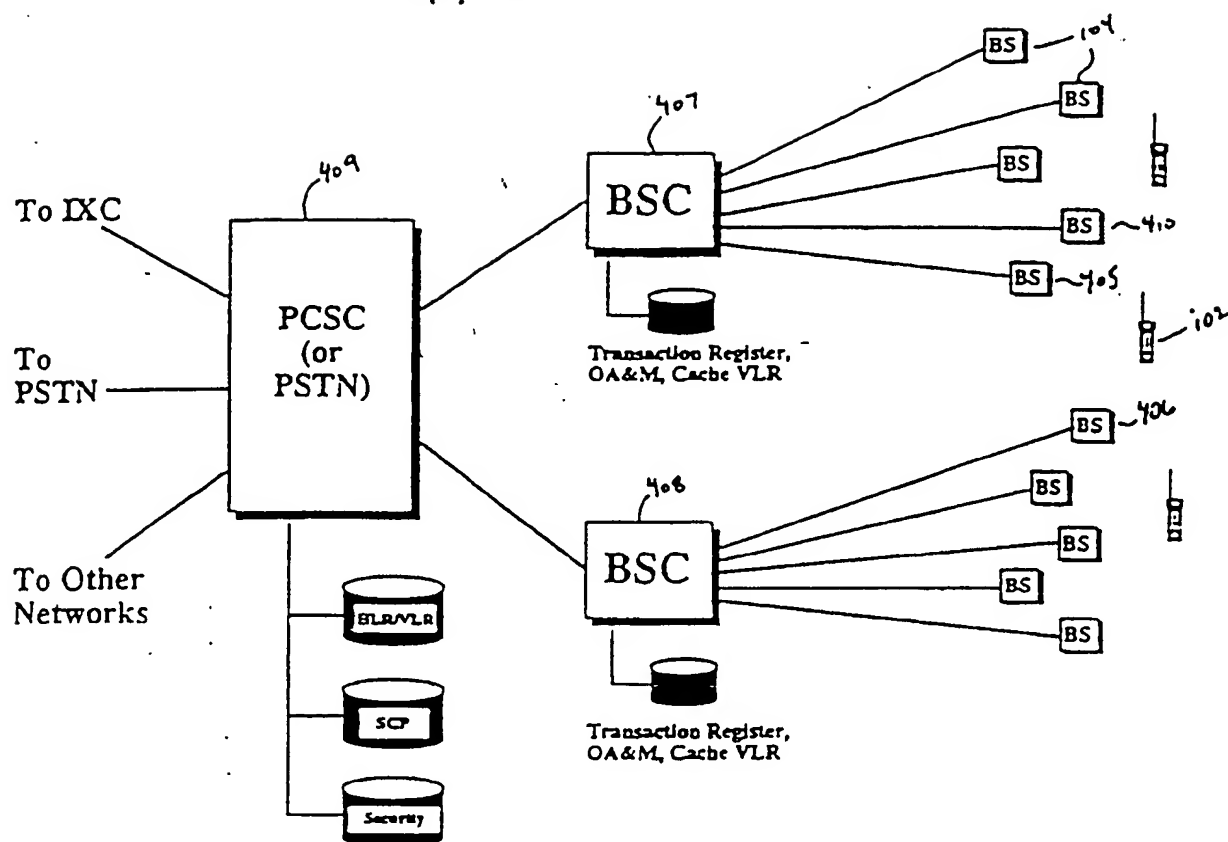 BS 104
BS
407
BSC
BS
409
To IXC
BS 410
BS 405
PCSC
(or
PSTN)
102
Transaction Register,
OA&M, Cache VLR
To
PSTN
BS 406
408
BS
BSC
BS
BS
To Other
Networks
HLR/VLR
BS
SCP
Transaction Register,
OA&M, Cache VLR
Security